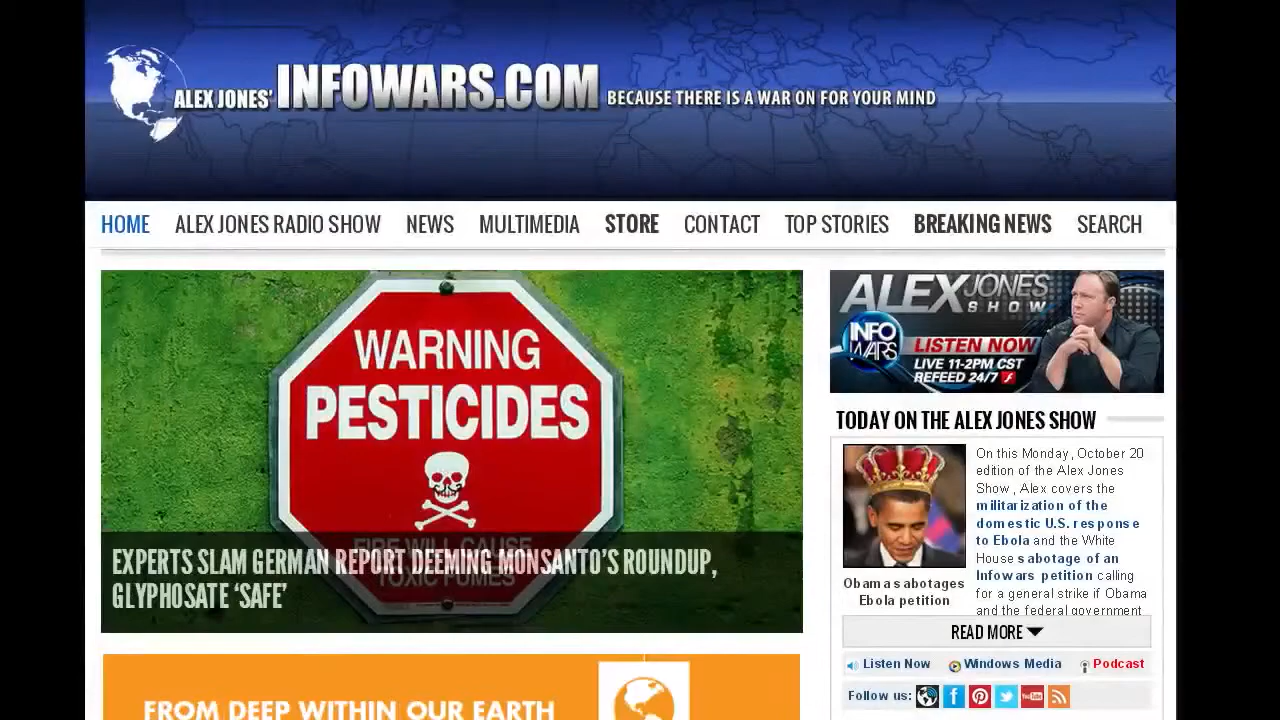 ALEX JONES' INFOWARS.COM BECAUSE THERE IS A WAR ON FOR YOUR MIND
HOME ALEX JONES RADIO SHOW NEWS MULTIMEDIA STORE CONTACT TOP STORIES BREAKING NEWS SEARCH
WARNING
PESTICIDES
FIRE WILL CAUSE
TOXIC FUMES
EXPERTS SLAM GERMAN REPORT DEEMING MONSANTO'S ROUNDUP,
GLYPHOSATE 'SAFE'
FROM DEEP WITHIN OUR EARTH
ALEX JONES
SHOW
INFO
WARS
LISTEN NOW
LIVE 11-2PM CST
REFEED 24/7
TODAY ON THE ALEX JONES SHOW
Obama sabotages
Ebola petition
On this Monday, October 20
edition of the Alex Jones
Show, Alex covers the
militarization of the
domestic U.S. response
to Ebola and the White
House sabotage of an
Infowars petition calling
for a general strike if Obama
and the federal government
READ MORE
Listen Now Windows Media Podcast
Follow us: